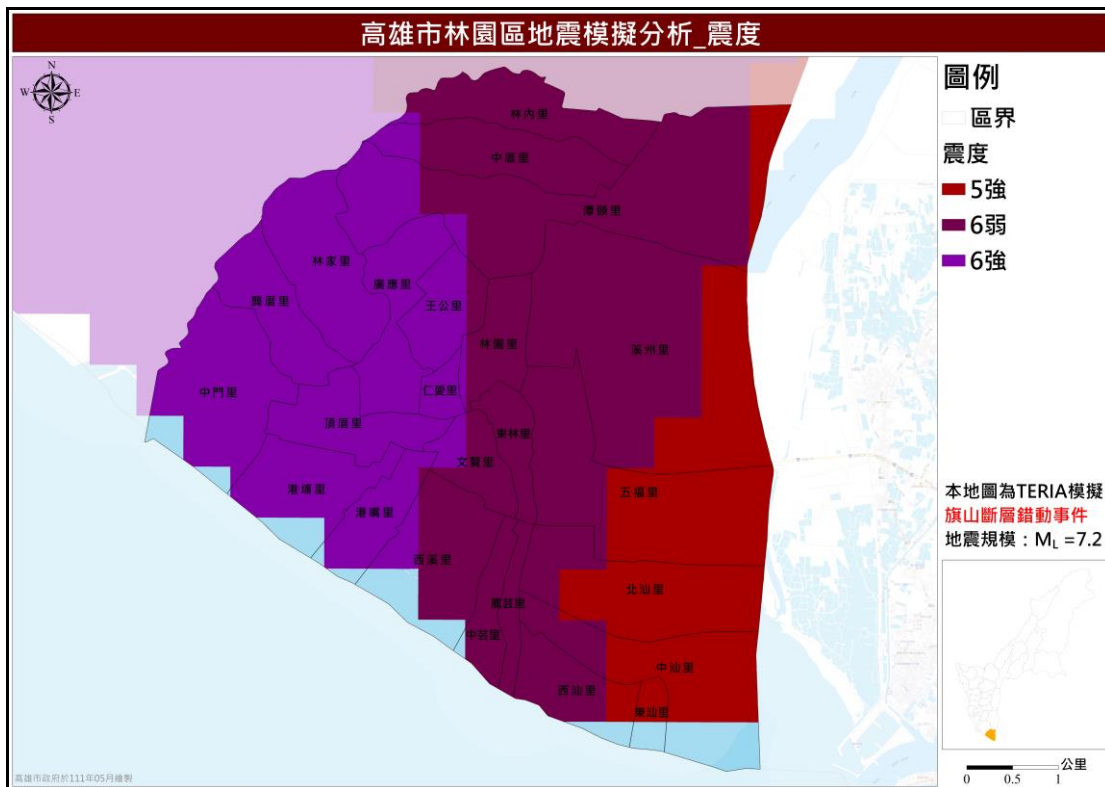 高雄市林園區地震模擬分析_震度
N
W E
S
圖例
區界
震度
5強
6弱
6強
林內里
中厝里
潭頭里
林家里
廣應里
龔厝里
王公里
林園里
溪州里
中門里
仁愛里
頂厝里
東林里
文賢里
港埔里
五福里
港嘴里
西溪里
北汕里
鳳芸里
中芸里
中汕里
西汕里
東汕里
本地圖為TERIA模擬
旗山斷層錯動事件
地震規模：ML =7.2
公里
0 0.5 1
高雄市政府於111年05月繪製